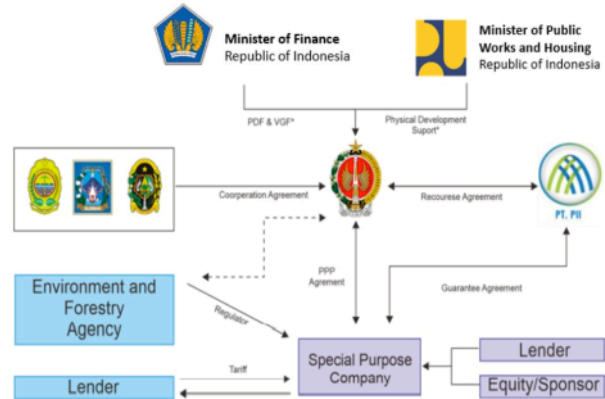 Minister of Finance
Republic of Indonesia
Minister of Public
Works and Housing
Republic of Indonesia
PDF & VGF*
Physical Development
Suport*
Coorperation Agreement
Recourese Agreement
PT. PII
PPP
Agrement
Guarantee Agreement
Environment and
Forestry
Agency
Regulator
Special Purpose
Company
Lender
Equity/Sponsor
Lender
Tariff